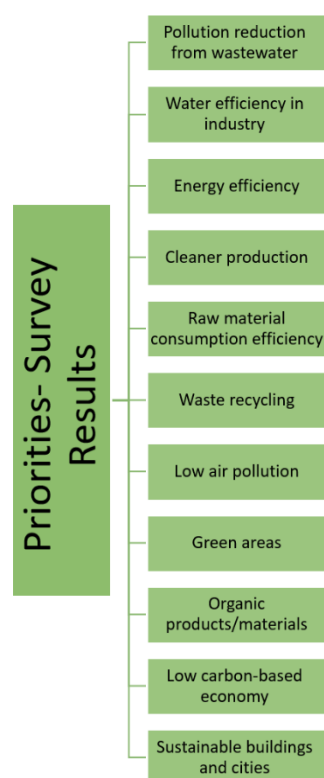 Priorities- Survey
Results
Pollution reduction
from wastewater
Water efficiency in
industry
Energy efficiency
Cleaner production
Raw material
consumption efficiency
Waste recycling
Low air pollution
Green areas
Organic
products/materials
Low carbon-based
economy
Sustainable buildings
and cities